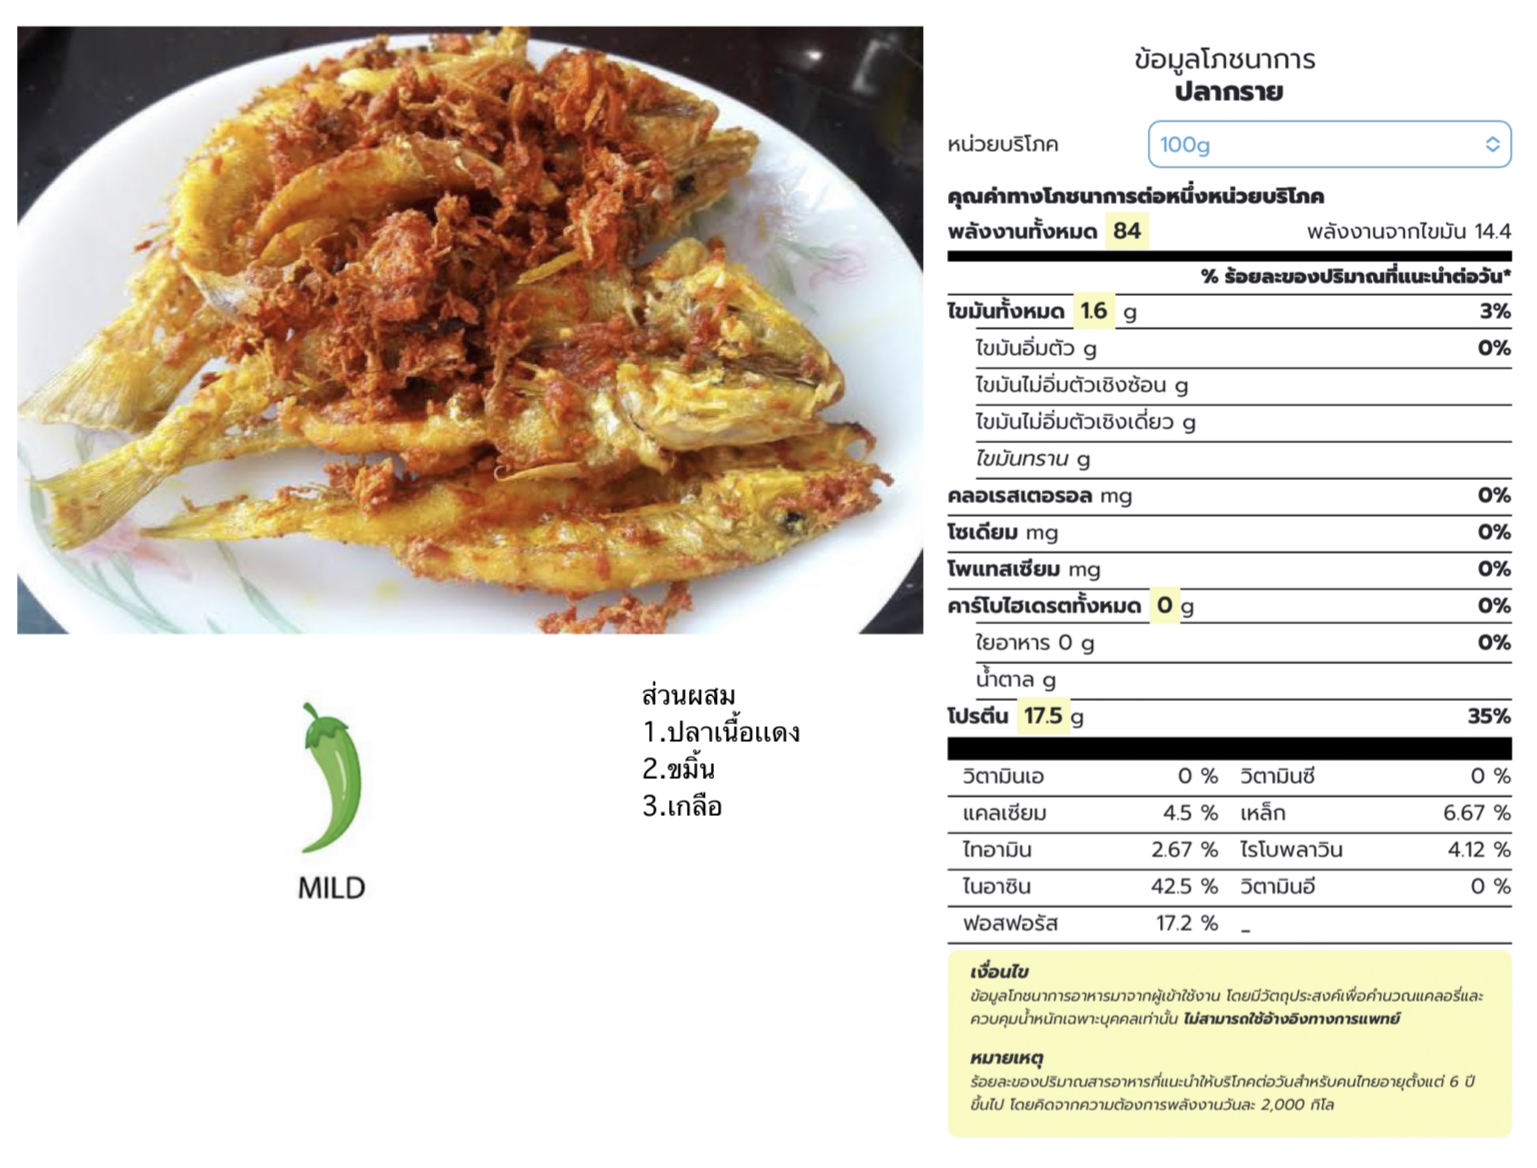 ข้อมูลโภชนาการ
ปลากราย
หน่วยบริโภค 100g
คุณค่าทางโภชนาการต่อหนึ่งหน่วยบริโภค
พลังงานทั้งหมด 84 พลังงานจากไขมัน 14.4
% ร้อยละของปริมาณที่แนะนำต่อวัน*
ไขมันทั้งหมด 1.6 g 3%
ไขมันอิ่มตัว g 0%
ไขมันไม่อิ่มตัวเชิงซ้อน g
ไขมันไม่อิ่มตัวเชิงเดี่ยว g
ไขมันทราน g
คลอเรสเตอรอล mg 0%
โซเดียม mg 0%
โพแทสเซียม mg 0%
คาร์โบไฮเดรตทั้งหมด 0 g 0%
ใยอาหาร 0 g 0%
น้ำตาล g
โปรตีน 17.5 g 35%
วิตามินเอ 0 % วิตามินซี 0 %
แคลเซียม 4.5 % เหล็ก 6.67 %
ไทอามิน 2.67 % ไรโบพลาวิน 4.12 %
ไนอาซิน 42.5 % วิตามินอี 0 %
ฟอสฟอรัส 17.2 % _
เงื่อนไข
ข้อมูลโภชนาการอาหารมาจากผู้เข้าใช้งาน โดยมีวัตถุประสงค์เพื่อคำนวณแคลอรี่และ
ควบคุมน้ำหนักเฉพาะบุคคลเท่านั้น ไม่สามารถใช้อ้างอิงทางการแพทย์
หมายเหตุ
ร้อยละของปริมาณสารอาหารที่แนะนำให้บริโภคต่อวันสำหรับคนไทยอายุตั้งแต่ 6 ปี
ขึ้นไป โดยคิดจากความต้องการพลังงานวันละ 2,000 กิโล
ส่วนผสม
1.ปลาเนื้อแดง
2.ขมิ้น
3.เกลือ
MILD